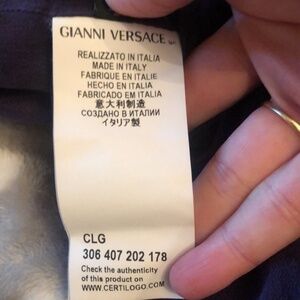 GIANNI VERSACE
REALIZZATO IN ITALIA
MADE IN ITALY
FABRIQUE EN ITALIE
HECHO EN ITALIA
FABRICADO EM ITALIA
意大利制造
СОЗДАНО В ИТАЛИИ
イタリア製
CLG
306 407 202 178
Check the authenticity
of this product on
WWW.CERTILOGO.COM